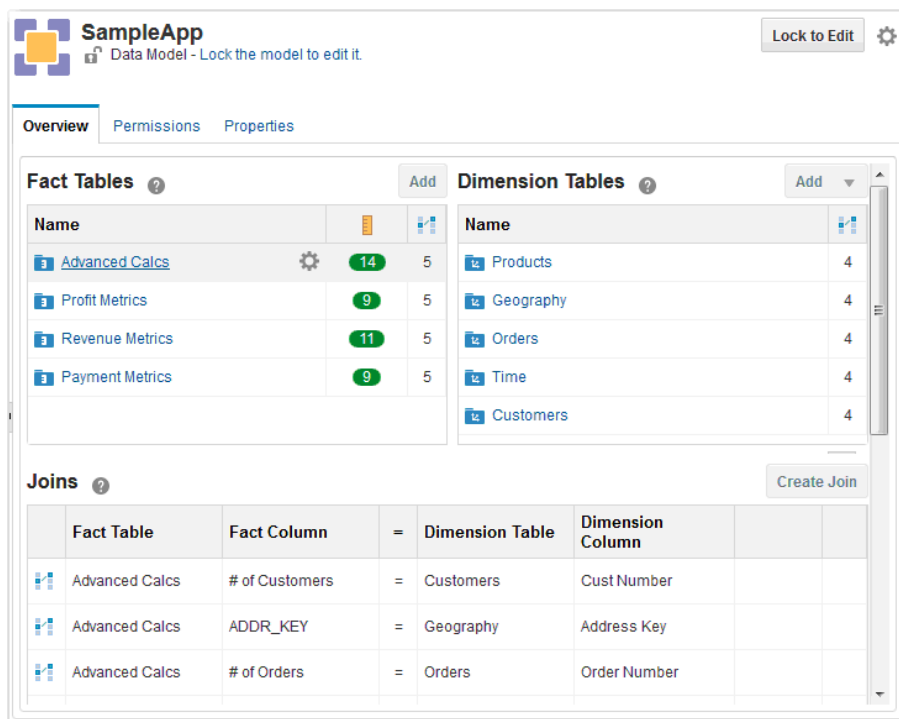 SampleApp
Data Model - Lock the model to edit it.
Lock to Edit
Overview Permissions Properties
Fact Tables ? Add
Name
Advanced Calcs 14 5
Profit Metrics 9 5
Revenue Metrics 11 5
Payment Metrics 9 5
Dimension Tables ? Add
Name
Products 4
Geography 4
Orders 4
Time 4
Customers 4
Joins ? Create Join
Fact Table Fact Column = Dimension Table Dimension Column
Advanced Calcs # of Customers = Customers Cust Number
Advanced Calcs ADDR_KEY = Geography Address Key
Advanced Calcs # of Orders = Orders Order Number